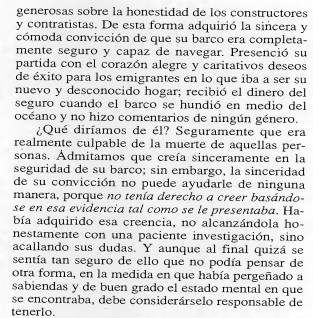 generosas sobre la honestidad de los constructores
y contratistas. De esta forma adquirió la sincera y
cómoda convicción de que su barco era completa-
mente seguro y capaz de navegar. Presenció su
partida con el corazón alegre y caritativos deseos
de éxito para los emigrantes en lo que iba a ser su
nuevo y desconocido hogar; recibió el dinero del
seguro cuando el barco se hundió en medio del
océano y no hizo comentarios de ningún género.
¿Qué diríamos de él? Seguramente que era
realmente culpable de la muerte de aquellas per-
sonas. Admitamos que creía sinceramente en la
seguridad de su barco; sin embargo, la sinceridad
de su convicción no puede ayudarle de ninguna
manera, porque no tenía derecho a creer basándo-
se en esa evidencia tal como se le presentaba. Ha-
bía adquirido esa creencia, no alcanzándola ho-
nestamente con una paciente investigación, sino
acallando sus dudas. Y aunque al final quizá se
sentía tan seguro de ello que no podía pensar de
otra forma, en la medida en que había pergeñado a
sabiendas y de buen grado el estado mental en que
se encontraba, debe considerárselo responsable de
tenerlo.